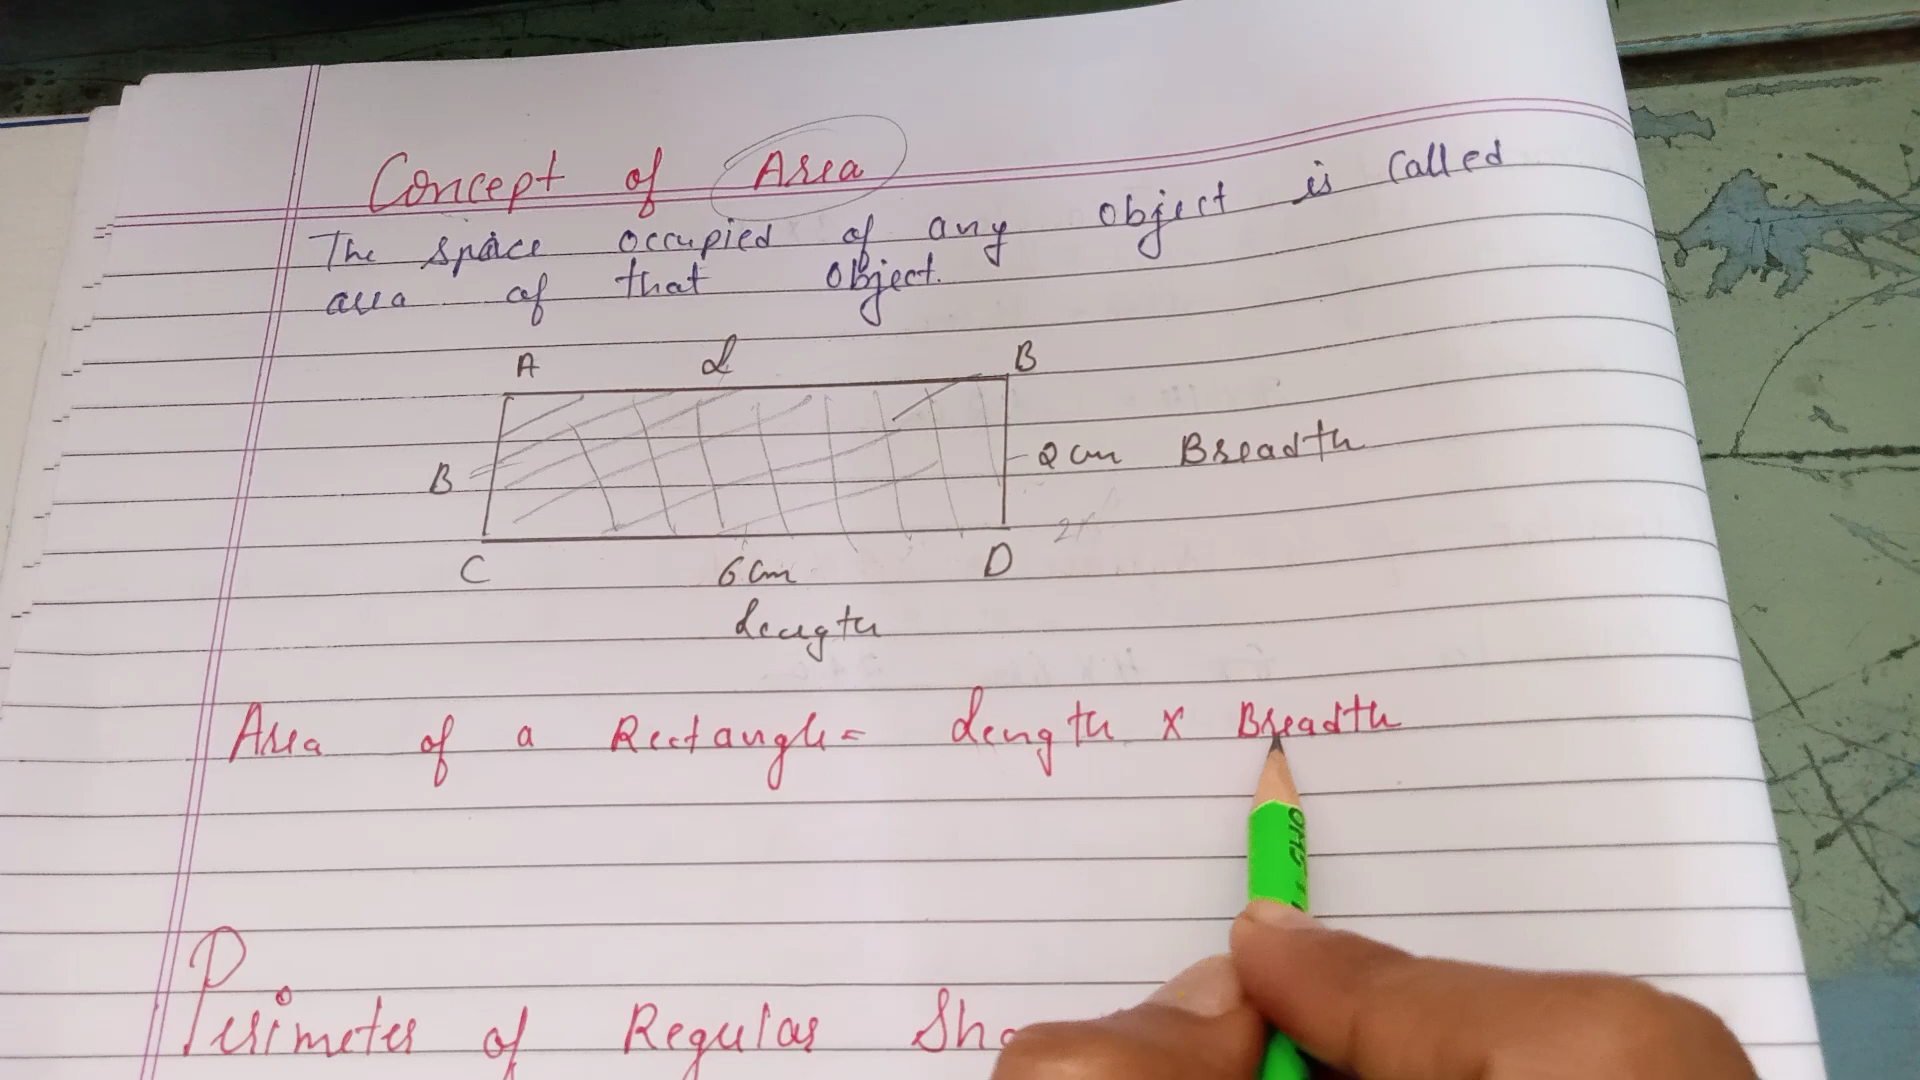 Concept of Area
The space occupied of any object is called
area of that object.
A L B
B 2 cm Breadth
C 6 cm D 2x
Length
Area of a Rectangle = Length x Breadth
Perimeter of Regular